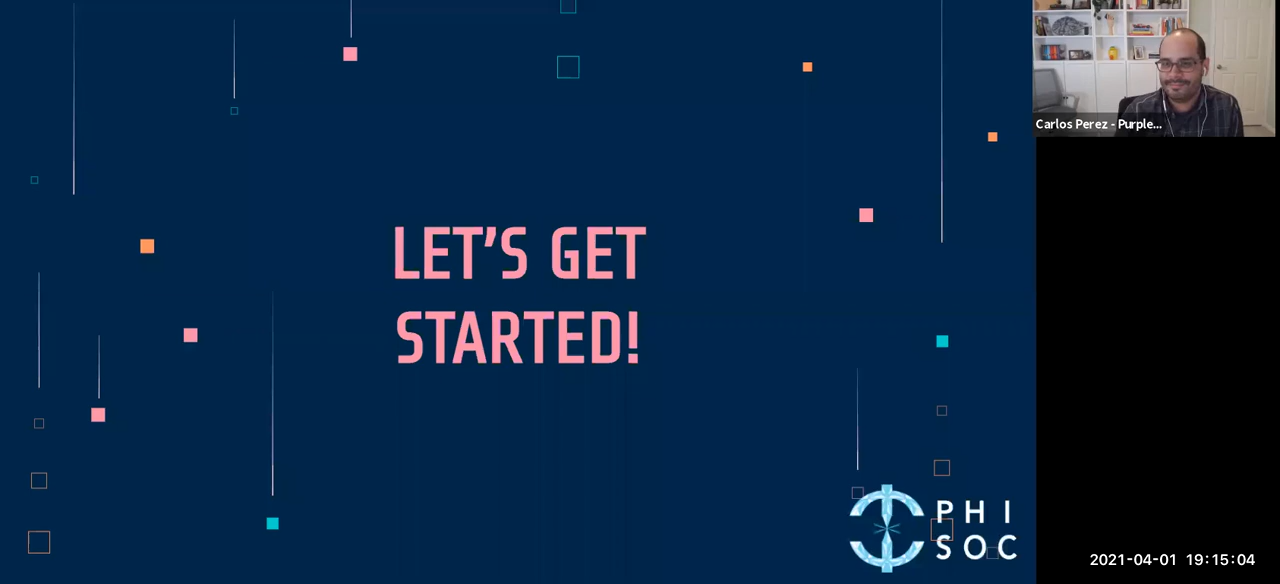 Carlos Perez - Purple...
LET'S GET
STARTED!
PHI
SOC
2021-04-01 19:15:04